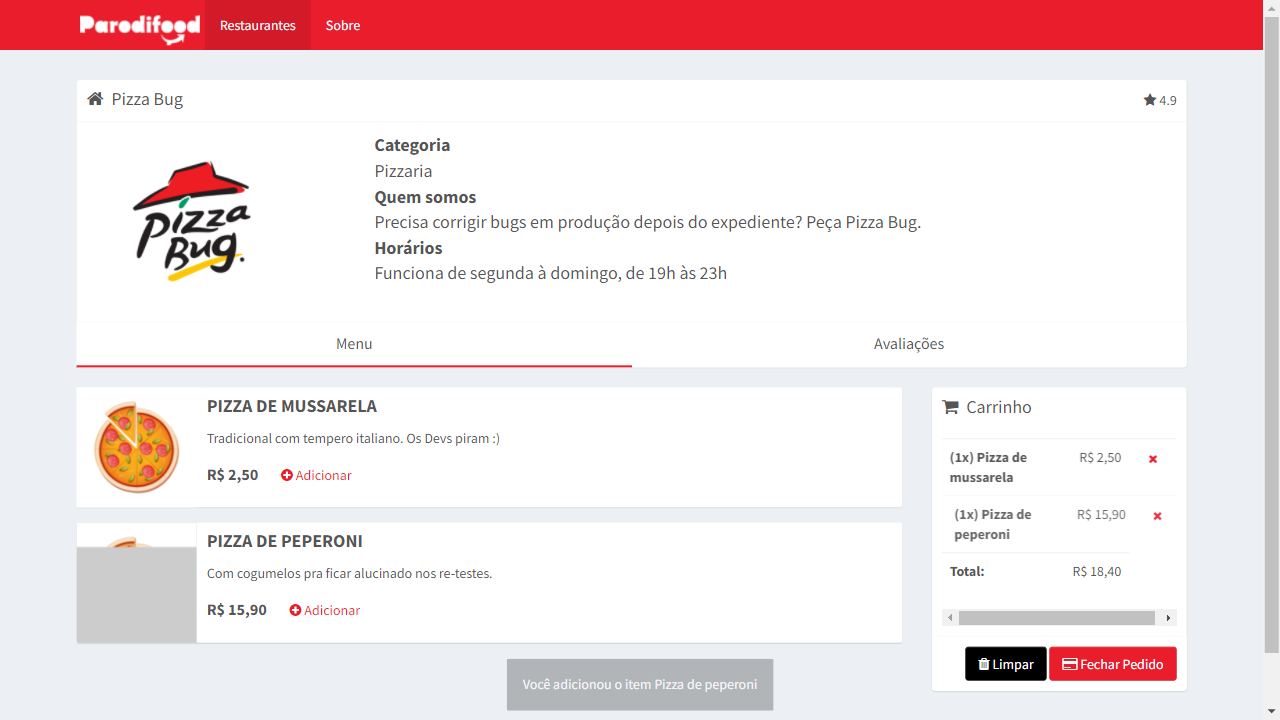 Parodifood
Restaurantes
Sobre
Pizza Bug
4.9
Pizza
Bug.
Categoria
Pizzaria
Quem somos
Precisa corrigir bugs em produção depois do expediente? Peça Pizza Bug.
Horários
Funciona de segunda à domingo, de 19h às 23h
Menu
Avaliações
PIZZA DE MUSSARELA
Tradicional com tempero italiano. Os Devs piram :)
R$ 2,50
Adicionar
PIZZA DE PEPERONI
Com cogumelos pra ficar alucinado nos re-testes.
R$ 15,90
Adicionar
Carrinho
(1x) Pizza de R$ 2,50
mussarela
(1x) Pizza de R$ 15,90
peperoni
Total: R$ 18,40
Limpar
Fechar Pedido
Você adicionou o item Pizza de peperoni